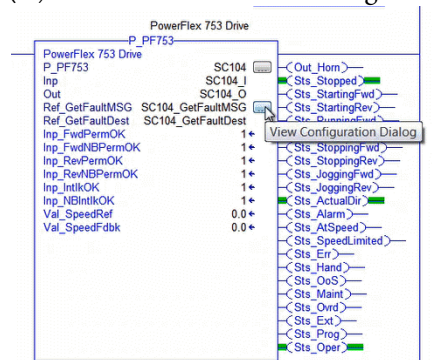 PowerFlex 753 Drive
P_PF753
PowerFlex 753 Drive
P_PF753 SC104 ...
Inp SC104_I
Out SC104_O
Ref_GetFaultMSG SC104_GetFaultMSG ...
Ref_GetFaultDest SC104_GetFaultDest
Inp_FwdPermOK 1
Inp_FwdNBPermOK 1
Inp_RevPermOK 1
Inp_RevNBPermOK 1
Inp_IntlkOK 1
Inp_NBIntlkOK 1
Val_SpeedRef 0.0
Val_SpeedFdbk 0.0
Out_Horn
Sts_Stopped
Sts_StartingFwd
Sts_StartingRev
Sts_RunningFwd
View Configuration Dialog
Sts_StoppingFwd
Sts_StoppingRev
Sts_JoggingFwd
Sts_JoggingRev
Sts_ActualDir
Sts_Alarm
Sts_AtSpeed
Sts_SpeedLimited
Sts_Err
Sts_Hand
Sts_OoS
Sts_Maint
Sts_Ovrd
Sts_Ext
Sts_Prog
Sts_Oper